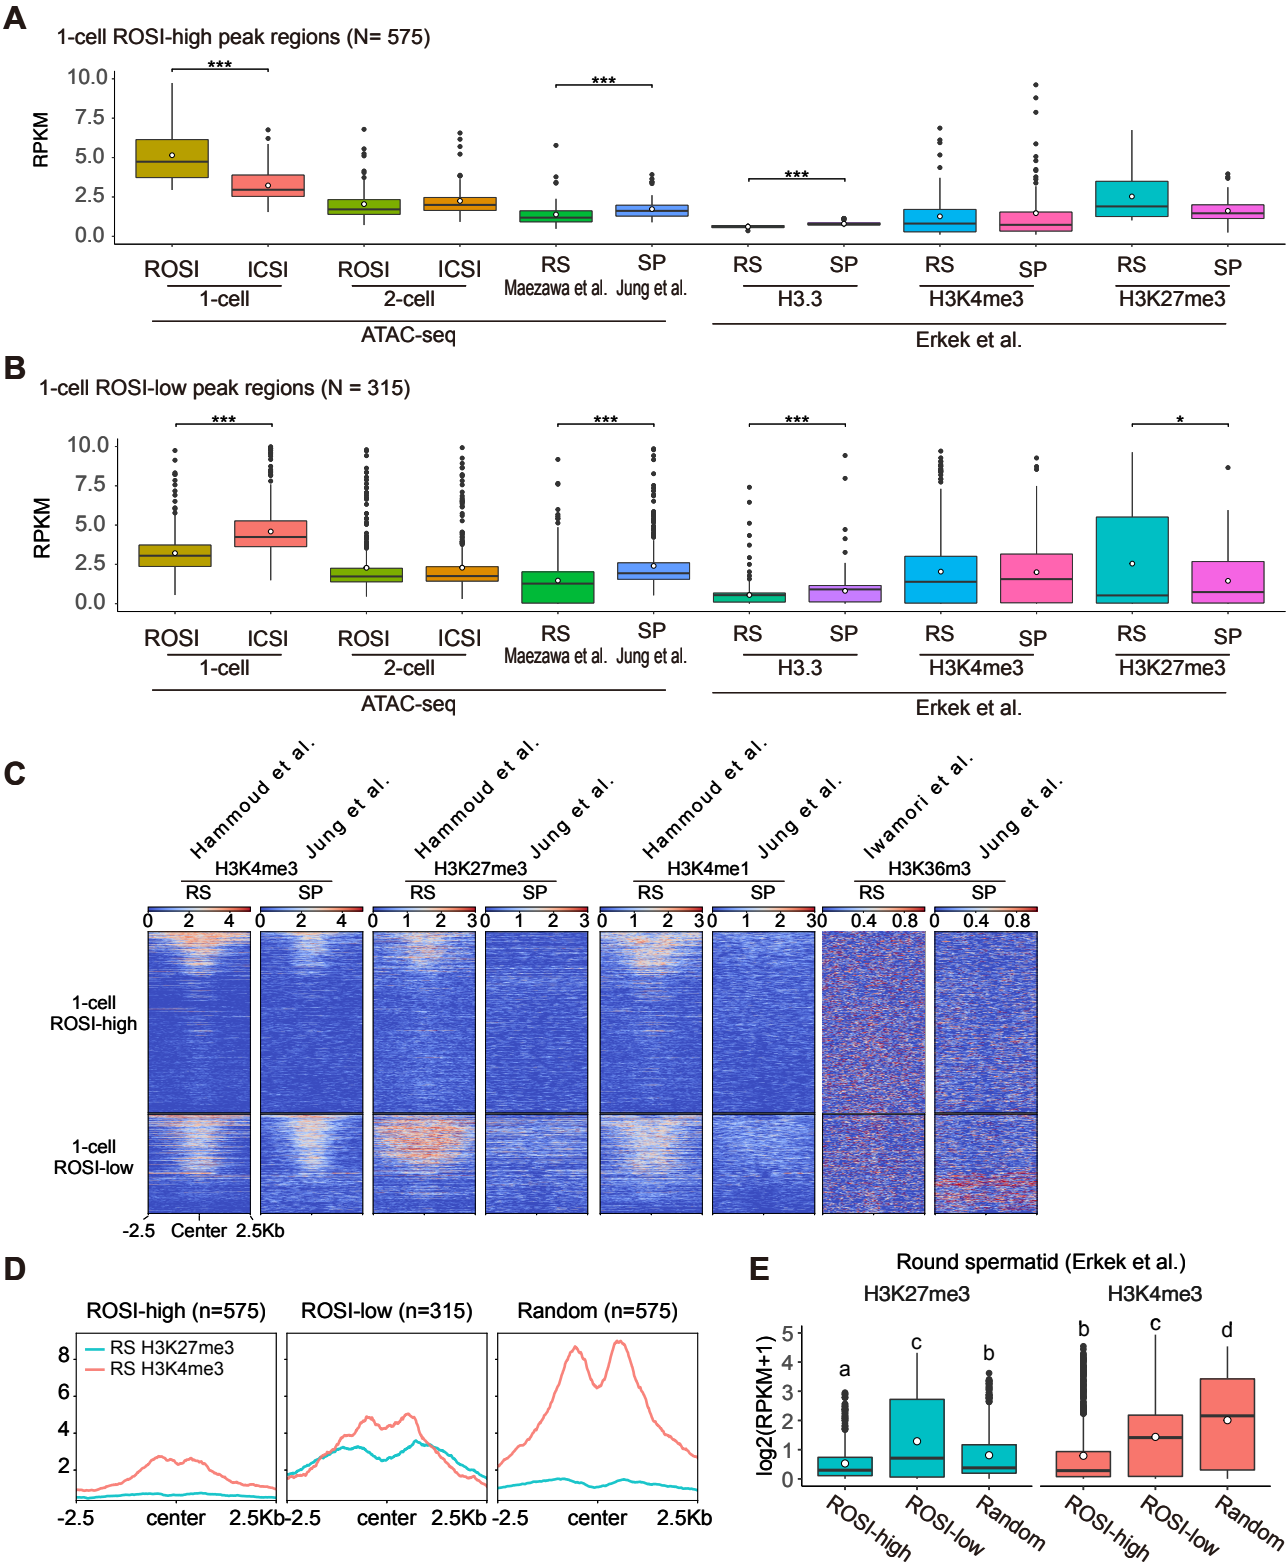 A
1-cell ROSI-high peak regions (N= 575)
RPKM
10.0
7.5
5.0
2.5
0.0
*** *** ***
ROSI ICSI ROSI ICSI RS SP RS SP RS SP RS SP
1-cell 2-cell Maezawa et al. Jung et al. H3.3 H3K4me3 H3K27me3
ATAC-seq Erkek et al.
B
1-cell ROSI-low peak regions (N = 315)
RPKM
10.0
7.5
5.0
2.5
0.0
*** *** *** *
ROSI ICSI ROSI ICSI RS SP RS SP RS SP RS SP
1-cell 2-cell Maezawa et al. Jung et al. H3.3 H3K4me3 H3K27me3
ATAC-seq Erkek et al.
C
Hammoud et al. Jung et al. Hammoud et al. Jung et al. Hammoud et al. Jung et al. Iwamori et al. Jung et al.
H3K4me3 H3K27me3 H3K4me1 H3K36m3
RS SP RS SP RS SP RS SP
0 2 4 0 2 4 0 1 2 3 0 1 2 3 0 1 2 3 0 1 2 3 0 0.4 0.8 0 0.4 0.8
1-cell
ROSI-high
1-cell
ROSI-low
-2.5 Center 2.5Kb
D
ROSI-high (n=575) ROSI-low (n=315) Random (n=575)
RS H3K27me3
RS H3K4me3
8
6
4
2
-2.5 center 2.5Kb -2.5 center 2.5Kb -2.5 center 2.5Kb
E
Round spermatid (Erkek et al.)
H3K27me3 H3K4me3
log2(RPKM+1)
5
4
3
2
1
0
a c b b c d
ROSI-high ROSI-low Random ROSI-high ROSI-low Random